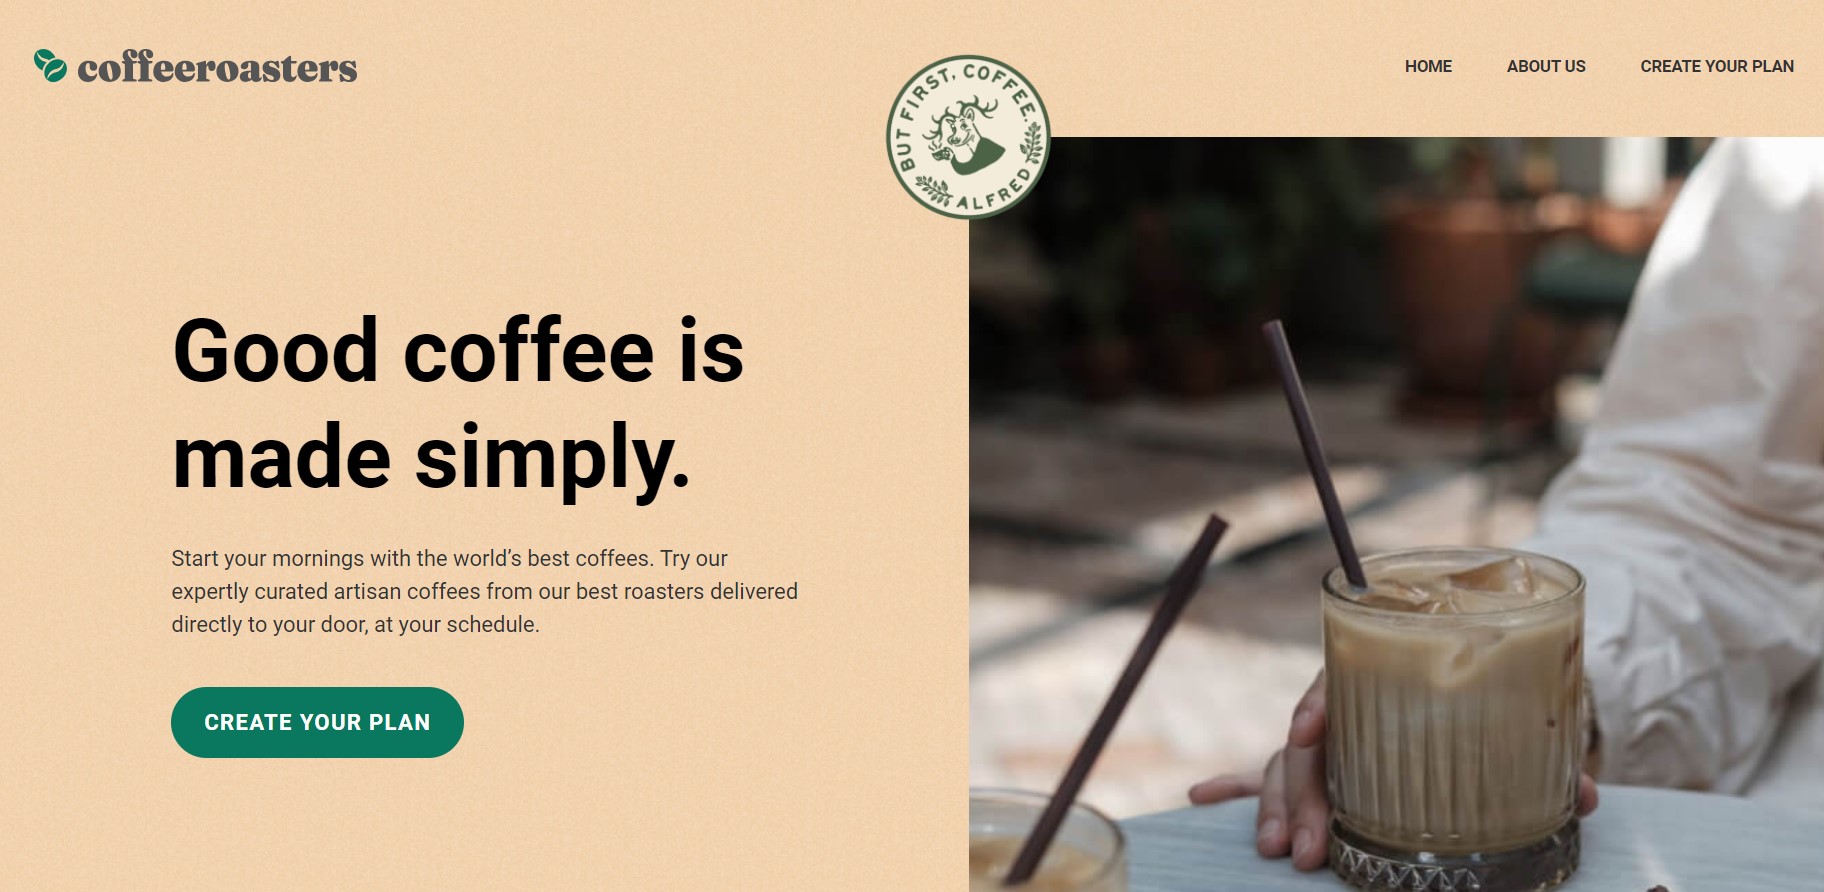 coffeeroasters
HOME
ABOUT US
CREATE YOUR PLAN
BUT FIRST, COFFEE.
ALFRED
Good coffee is
made simply.
Start your mornings with the world’s best coffees. Try our
expertly curated artisan coffees from our best roasters delivered
directly to your door, at your schedule.
CREATE YOUR PLAN